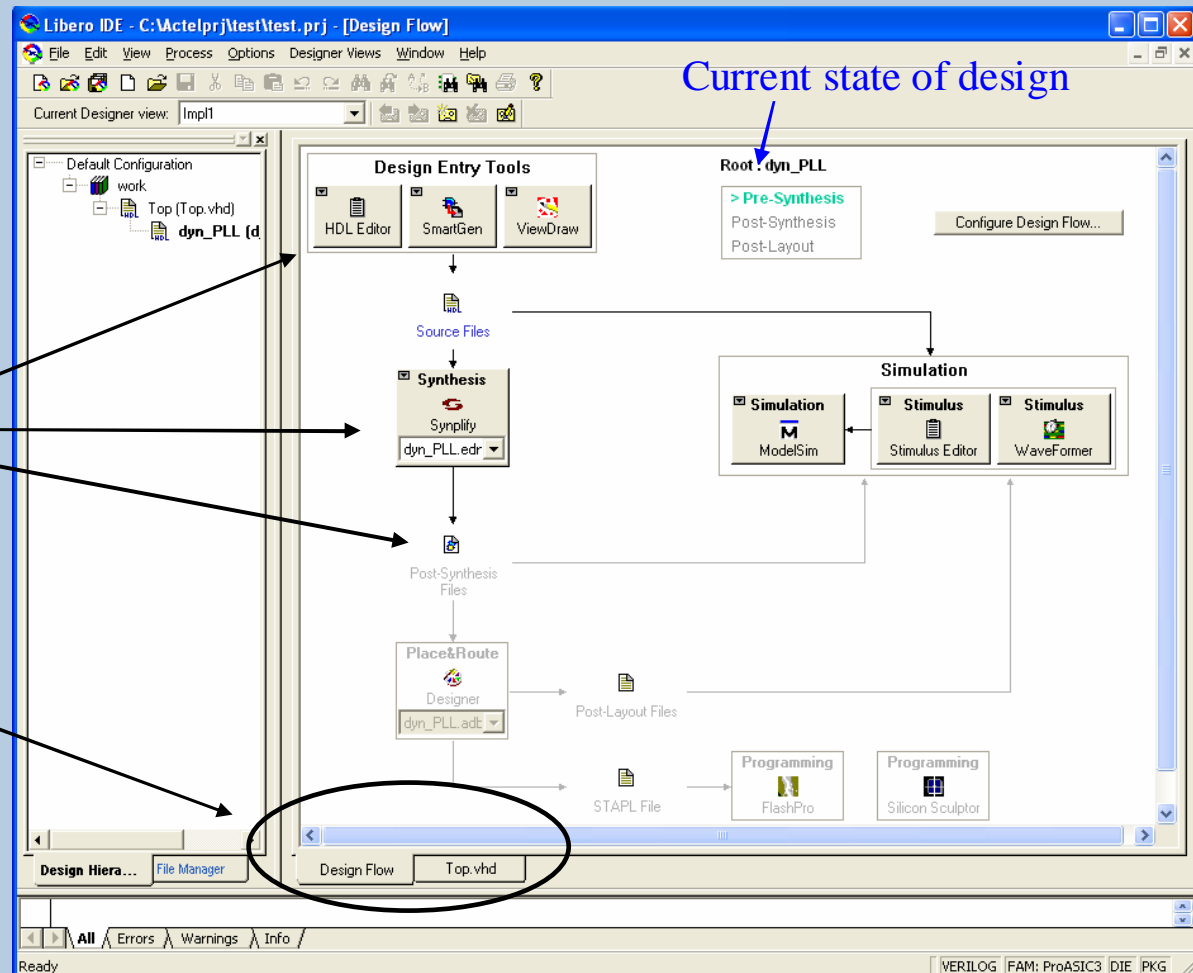 Libero IDE - C:\Actelprj\test\test.prj - [Design Flow]
File Edit View Process Options Designer Views Window Help
Current state of design
Current Designer view: Impl1
Default Configuration
work
Top (Top.vhd)
dyn_PLL (d
Design Entry Tools
HDL Editor
SmartGen
ViewDraw
Root : dyn_PLL
> Pre-Synthesis
Post-Synthesis
Post-Layout
Configure Design Flow...
HDL
Source Files
Synthesis
Synplify
dyn_PLL.edr
Simulation
Simulation
ModelSim
Stimulus
Stimulus Editor
Stimulus
WaveFormer
Post-Synthesis
Files
Place&Route
Designer
dyn_PLL.adb
Post-Layout Files
STAPL File
Programming
FlashPro
Programming
Silicon Sculptor
Design Hiera... File Manager
Design Flow Top.vhd
All Errors Warnings Info
Ready
VERILOG FAM: ProASIC3 DIE PKG